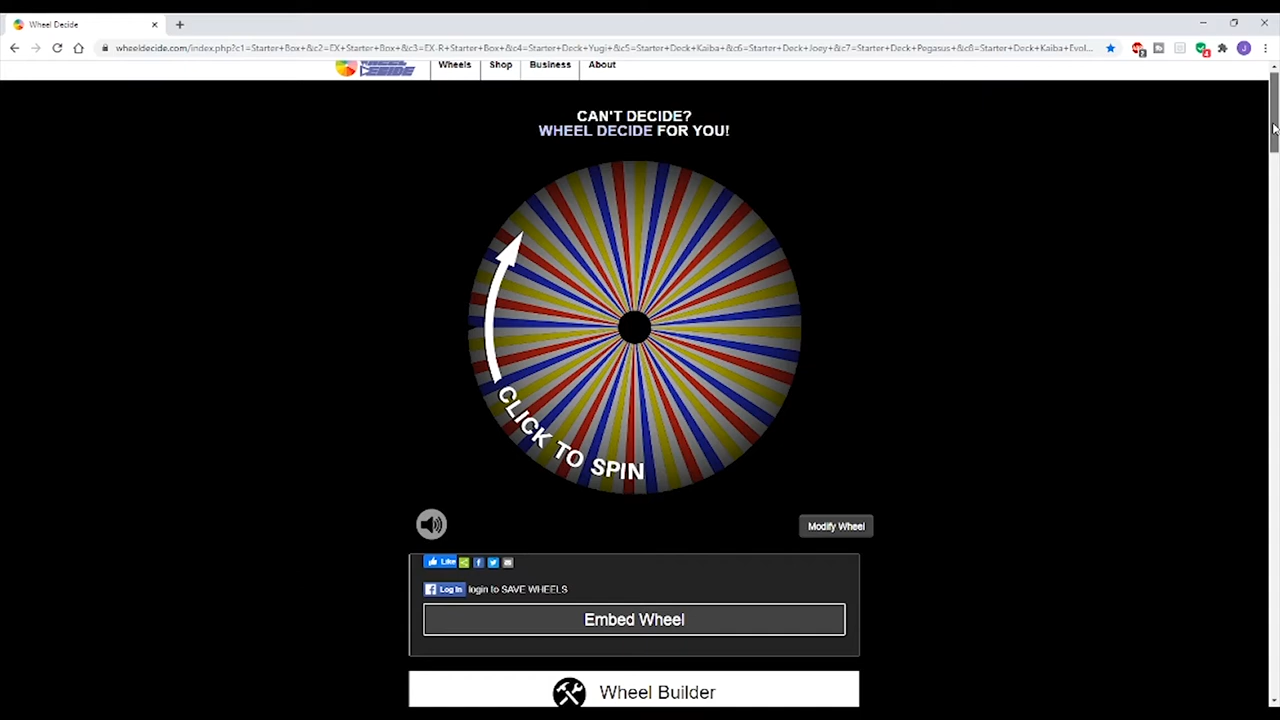 Wheel Decide
wheeldecide.com/index.php?c1=Starter+Box+&c2=EX+Starter+Box+&c3=EX-R+Starter+Box+&c4=Starter+Deck+Yugi+&c5=Starter+Deck+Kaiba+&c6=Starter+Deck+Joey+&c7=Starter+Deck+Pegasus+&c8=Starter+Deck+Kaiba+Evol...
J
WHEEL DECIDE
Wheels Shop Business About
CAN'T DECIDE?
WHEEL DECIDE FOR YOU!
CLICK TO SPIN
Modify Wheel
Like
Log In login to SAVE WHEELS
Embed Wheel
Wheel Builder